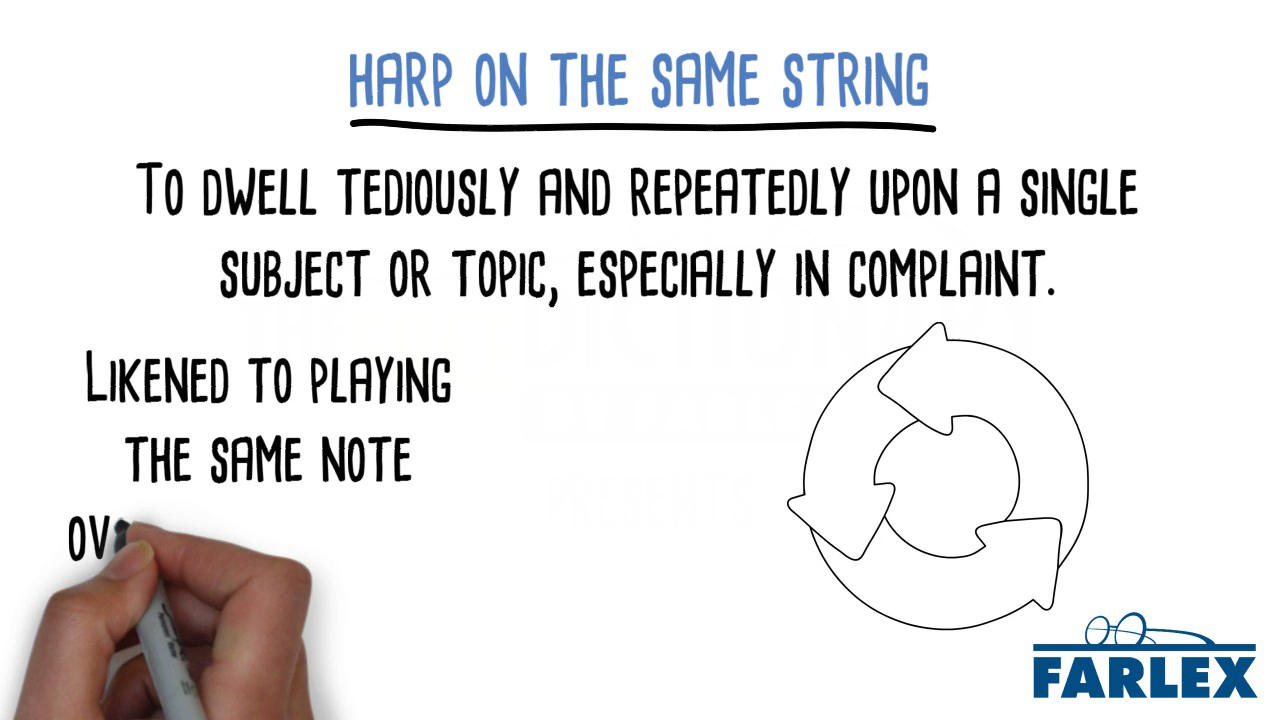 HARP ON THE SAME STRING
TO DWELL TEDIOUSLY AND REPEATEDLY UPON A SINGLE
SUBJECT OR TOPIC, ESPECIALLY IN COMPLAINT.
LIKENED TO PLAYING
THE SAME NOTE
OV
FARLEX